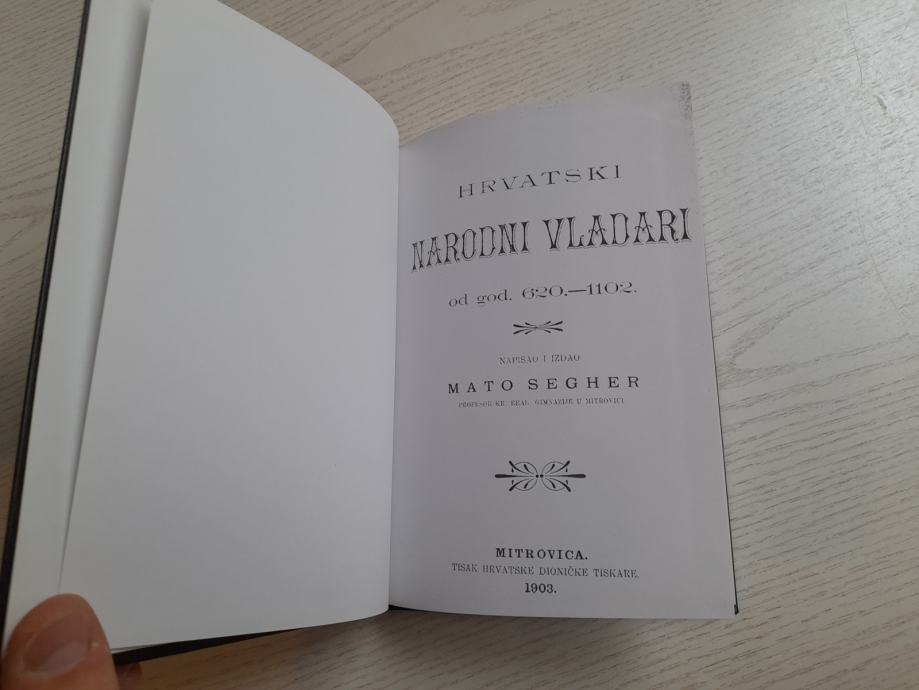 HRVATSKI
NARODNI VLADARI
od god. 620.—1102.
NAPISAO I IZDAO
MATO SEGHER
PROFESOR KR. REAL. GIMNAZIJE U MITROVICI
MITROVICA.
TISAK HRVATSKE DIONIČKE TISKARE.
1903.